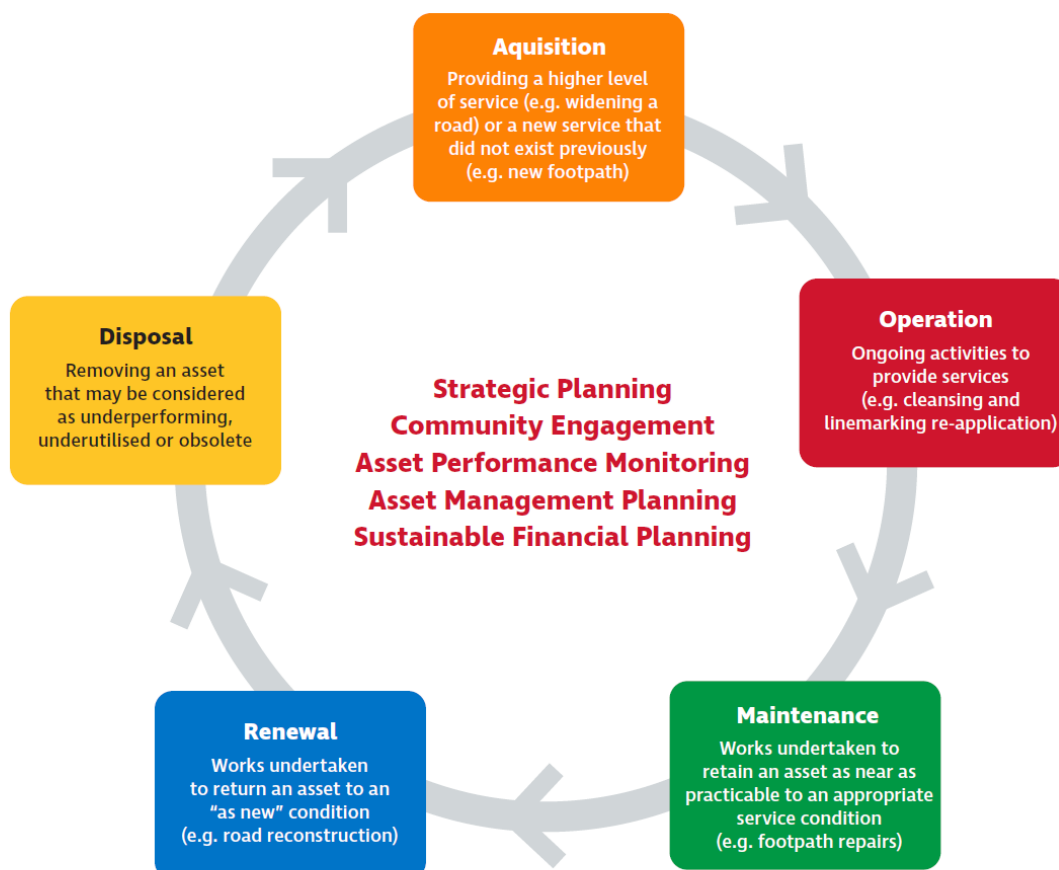 Aquisition
Providing a higher level
of service (e.g. widening a
road) or a new service that
did not exist previously
(e.g. new footpath)
Operation
Ongoing activities to
provide services
(e.g. cleansing and
linemarking re-application)
Maintenance
Works undertaken to
retain an asset as near as
practicable to an appropriate
service condition
(e.g. footpath repairs)
Renewal
Works undertaken
to return an asset to an
“as new” condition
(e.g. road reconstruction)
Disposal
Removing an asset
that may be considered
as underperforming,
underutilised or obsolete
Strategic Planning
Community Engagement
Asset Performance Monitoring
Asset Management Planning
Sustainable Financial Planning